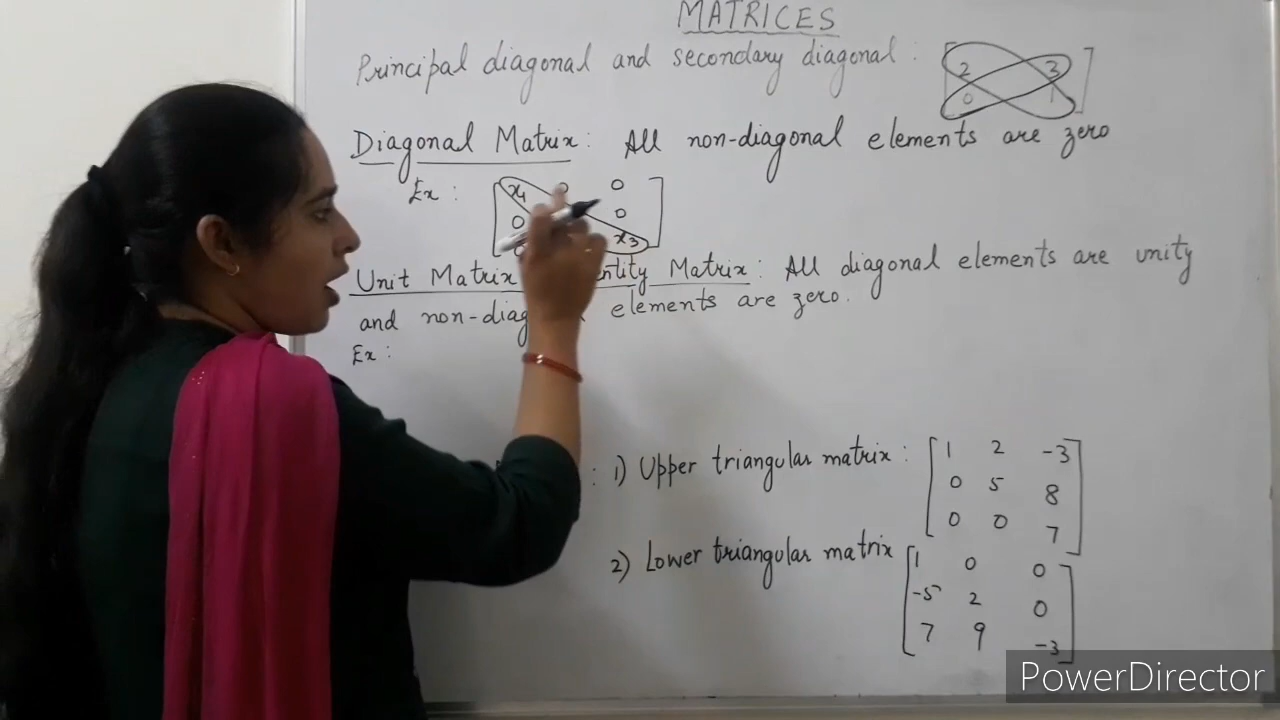 MATRICES
Principal diagonal and secondary diagonal : [ 2 3
0 1 ]
Diagonal Matrix : All non-diagonal elements are zero
Ex : [ x1 0 0 ]
0 0
x3
Unit Matrix Matrix : All diagonal elements are unity
and non- elements are zero.
Ex :
: 1) Upper triangular matrix : [ 1 2 -3 ]
0 5 8
0 0 7
2) Lower triangular matrix [ 1 0 0 ]
-5 2 0
7 9 -3
PowerDirector